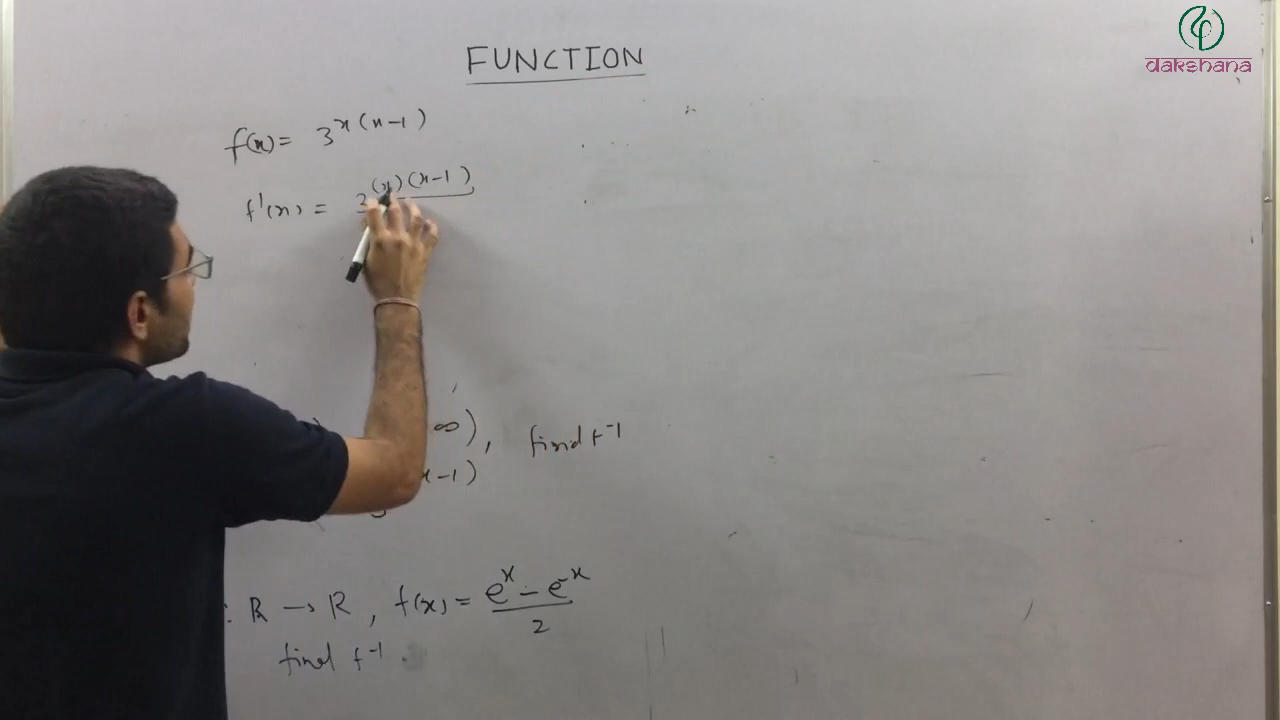 dakshana
FUNCTION
f(x) = 3^x(x-1)
f'(x) = 3^(x)(x-1)
∞), find f^-1
x-1)
: R → R, f(x) = e^x - e^-x / 2
find f^-1.